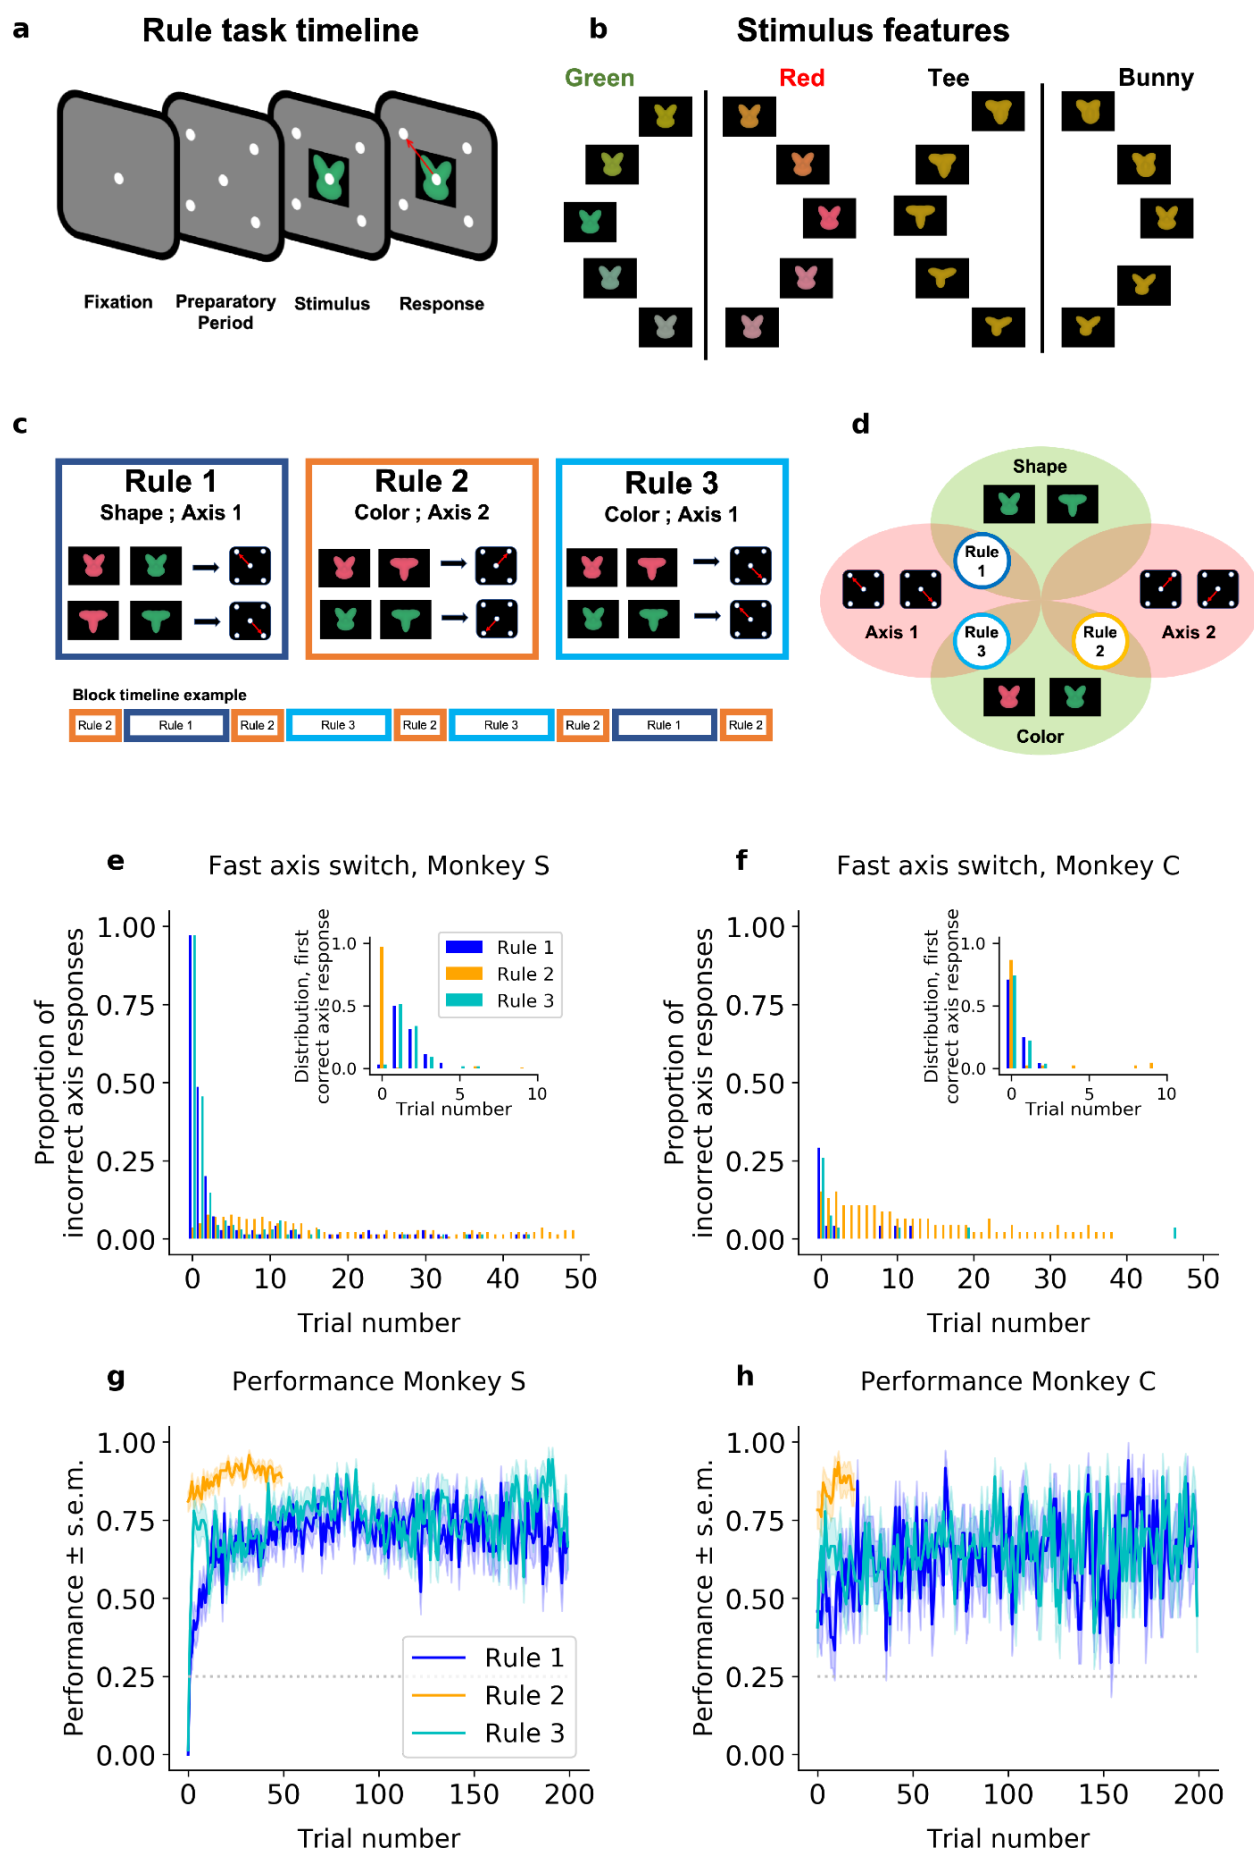 a
Rule task timeline
Fixation
Preparatory
Period
Stimulus
Response
b
Stimulus features
Green
Red
Tee
Bunny
c
Rule 1
Shape ; Axis 1
Rule 2
Color ; Axis 2
Rule 3
Color ; Axis 1
Block timeline example
Rule 2
Rule 1
Rule 2
Rule 3
Rule 2
Rule 3
Rule 2
Rule 1
Rule 2
d
Shape
Rule
1
Axis 1
Rule
3
Rule
2
Axis 2
Color
e
Fast axis switch, Monkey S
Proportion of
incorrect axis responses
1.00
0.75
0.50
0.25
0.00
0
10
20
30
40
50
Trial number
Distribution, first
correct axis response
1.0
0.5
0.0
0
5
10
Trial number
Rule 1
Rule 2
Rule 3
f
Fast axis switch, Monkey C
Proportion of
incorrect axis responses
1.00
0.75
0.50
0.25
0.00
0
10
20
30
40
50
Trial number
Distribution, first
correct axis response
1.0
0.5
0.0
0
5
10
Trial number
g
Performance Monkey S
Performance ± s.e.m.
1.00
0.75
0.50
0.25
0.00
0
50
100
150
200
Trial number
Rule 1
Rule 2
Rule 3
h
Performance Monkey C
Performance ± s.e.m.
1.00
0.75
0.50
0.25
0.00
0
50
100
150
200
Trial number